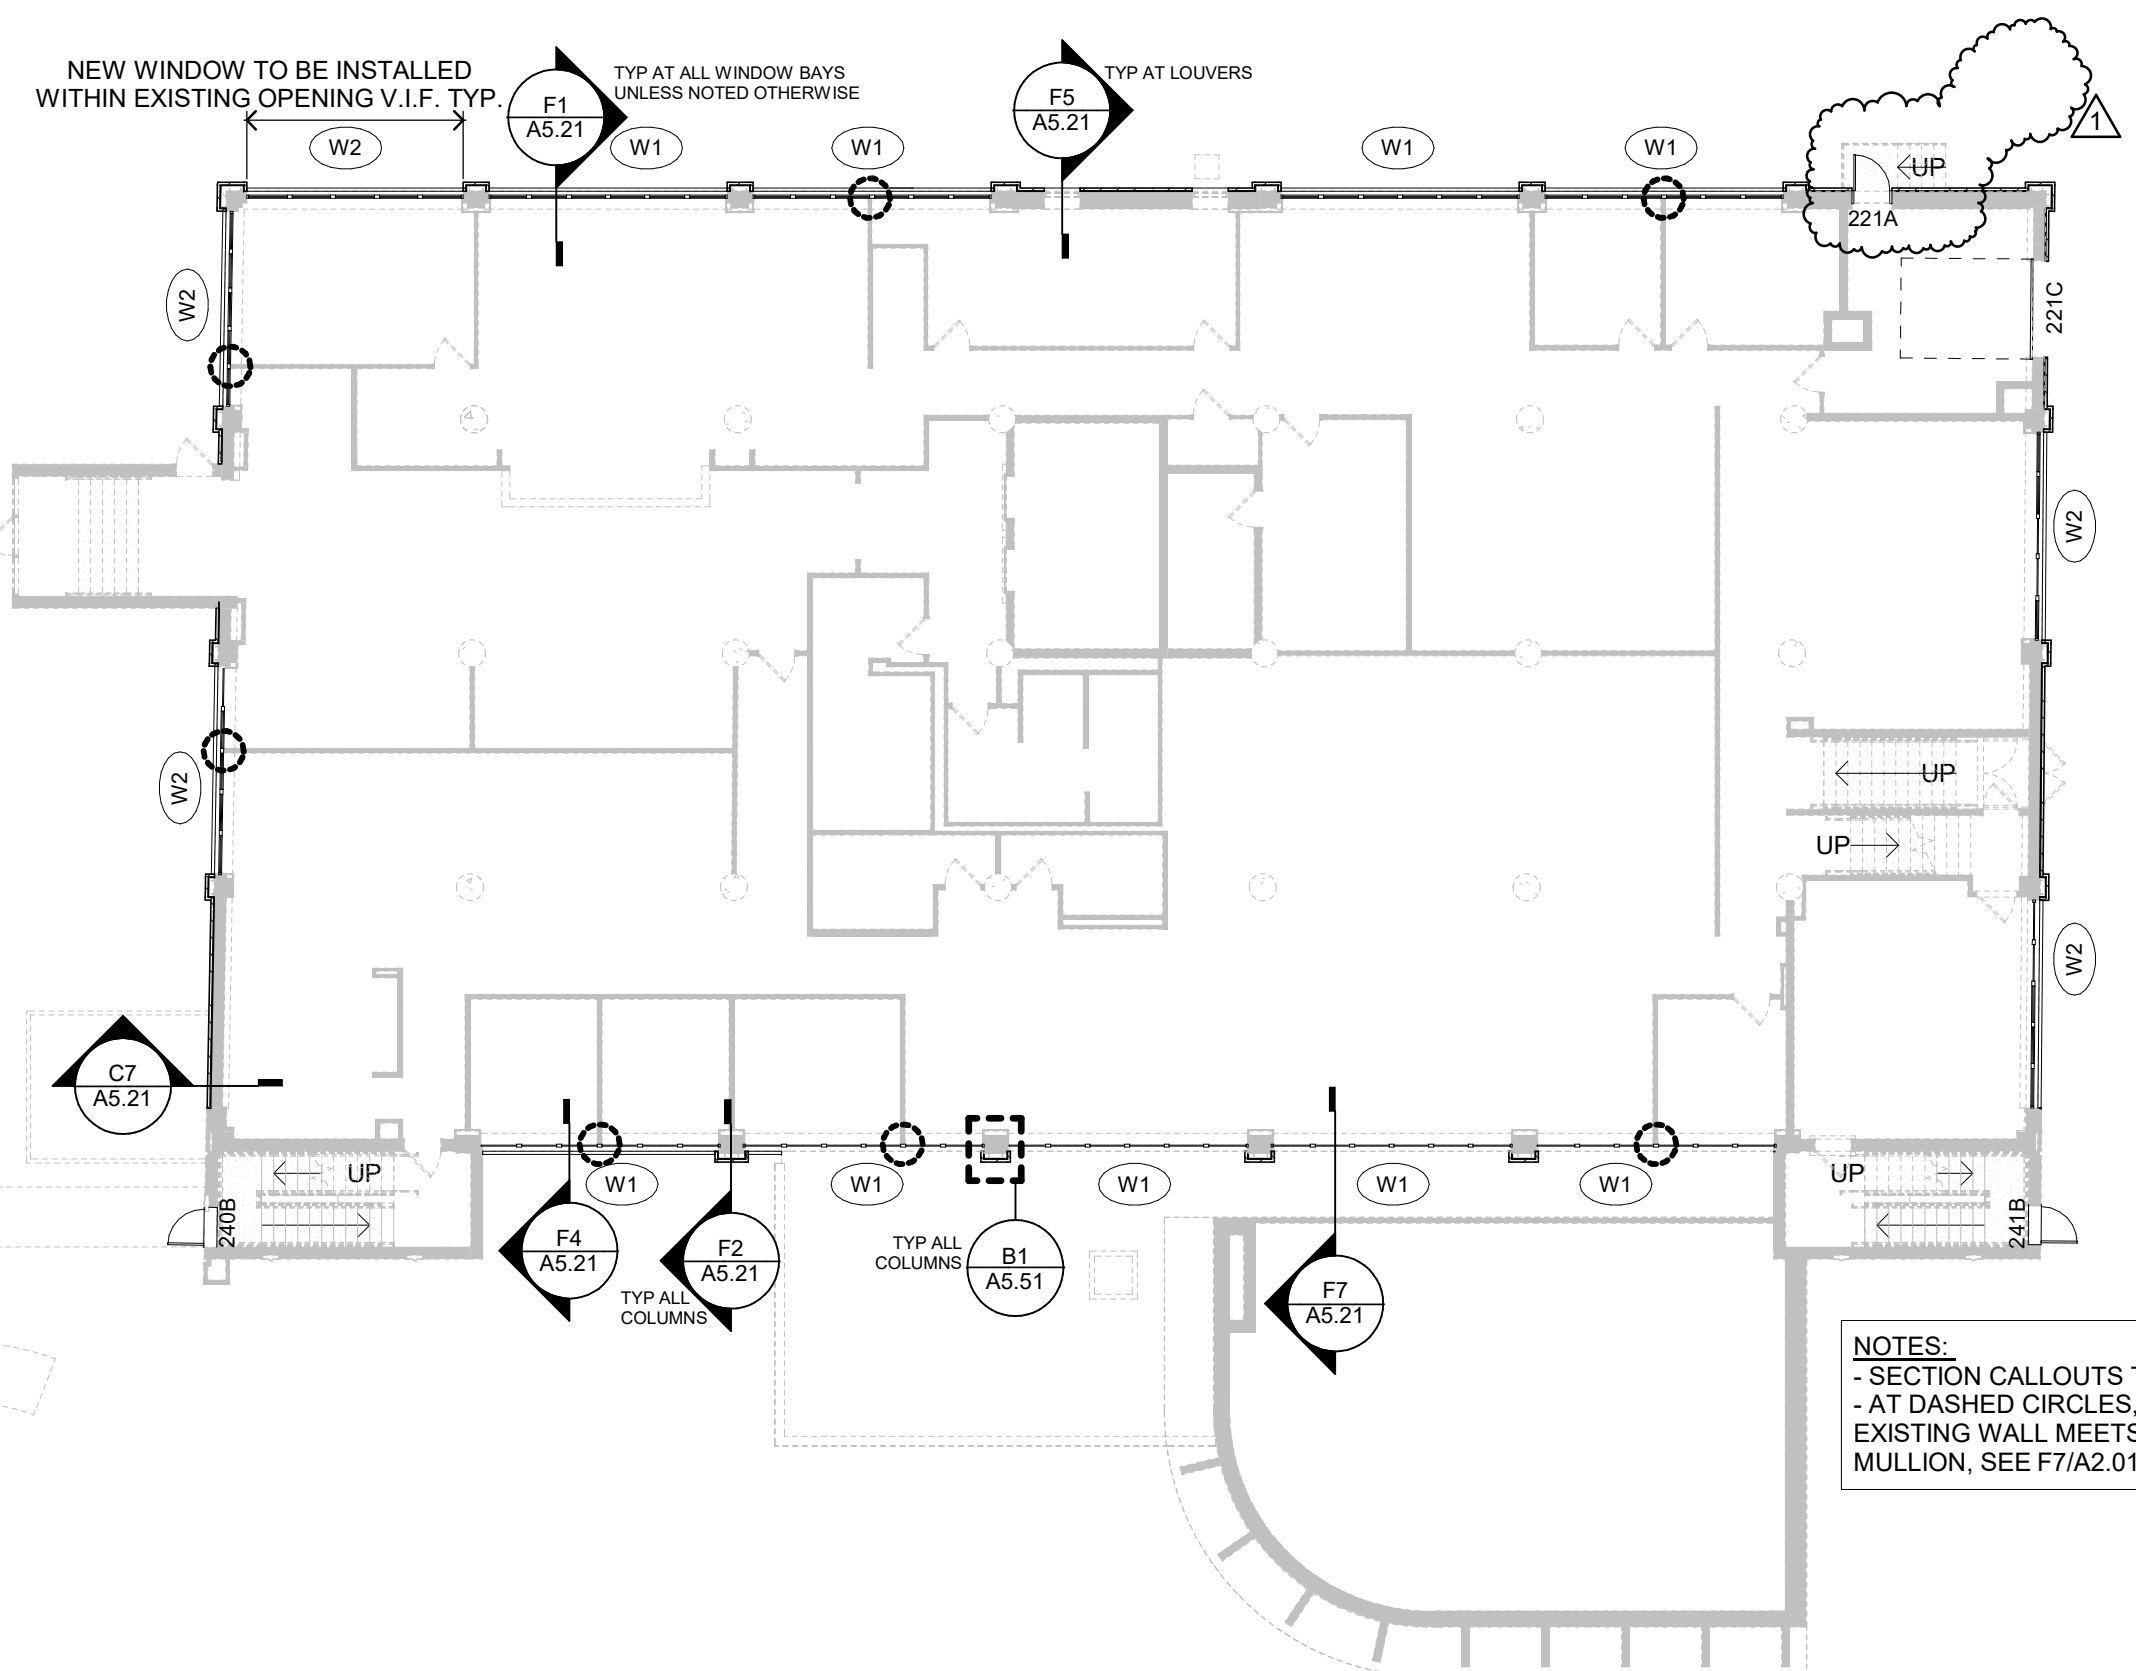 NEW WINDOW TO BE INSTALLED
WITHIN EXISTING OPENING V.I.F. TYP.
F1
A5.21
TYP AT ALL WINDOW BAYS
UNLESS NOTED OTHERWISE
F5
A5.21
TYP AT LOUVERS
1
W2
W1
W1
W1
W1
UP
221A
W2
221C
W2
UP
W2
UP
W2
C7
A5.21
UP
240B
W1
W1
W1
W1
W1
UP
241B
F4
A5.21
TYP ALL
COLUMNS
F2
A5.21
TYP ALL
COLUMNS
B1
A5.51
F7
A5.21
NOTES:
- SECTION CALLOUTS
- AT DASHED CIRCLES,
EXISTING WALL MEETS
MULLION, SEE F7/A2.01